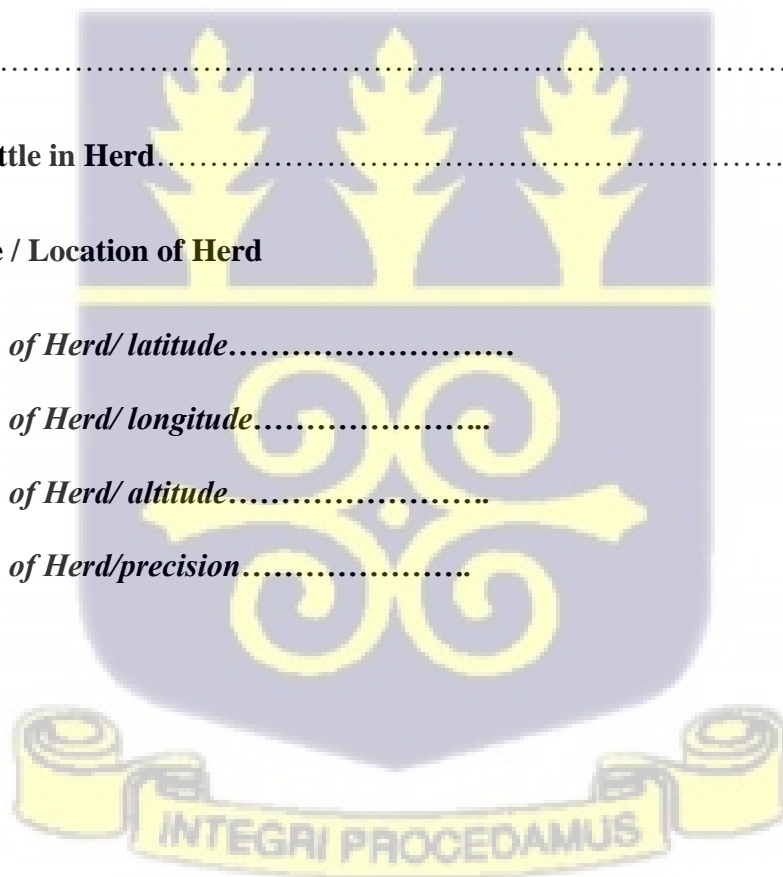 ……………………………………………………………………
ttle in Herd……………………………………………………
e / Location of Herd
of Herd/ latitude………………………
of Herd/ longitude…………………..
of Herd/ altitude…………………….
of Herd/precision………………….
INTEGRI PROCEDAMUS